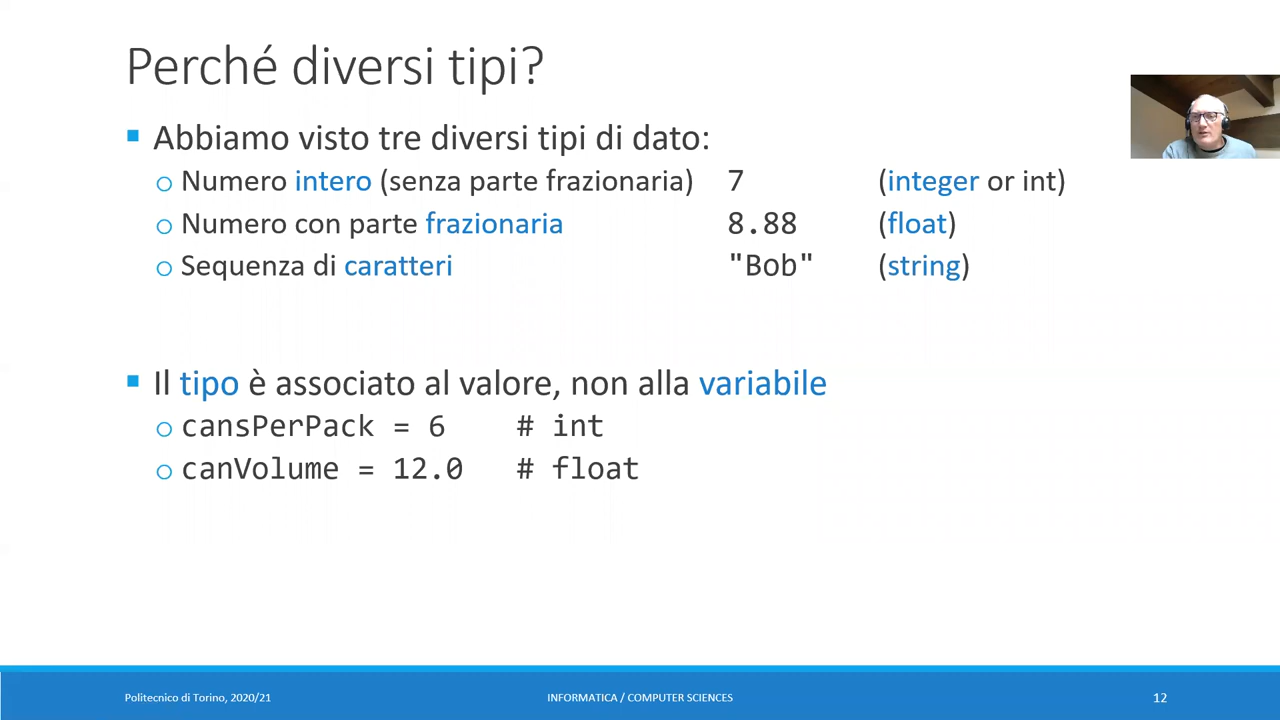 Perché diversi tipi?
Abbiamo visto tre diversi tipi di dato:
Numero intero (senza parte frazionaria) 7 (integer or int)
Numero con parte frazionaria 8.88 (float)
Sequenza di caratteri "Bob" (string)
Il tipo è associato al valore, non alla variabile
cansPerPack = 6 # int
canVolume = 12.0 # float
Politecnico di Torino, 2020/21 INFORMATICA / COMPUTER SCIENCES 12